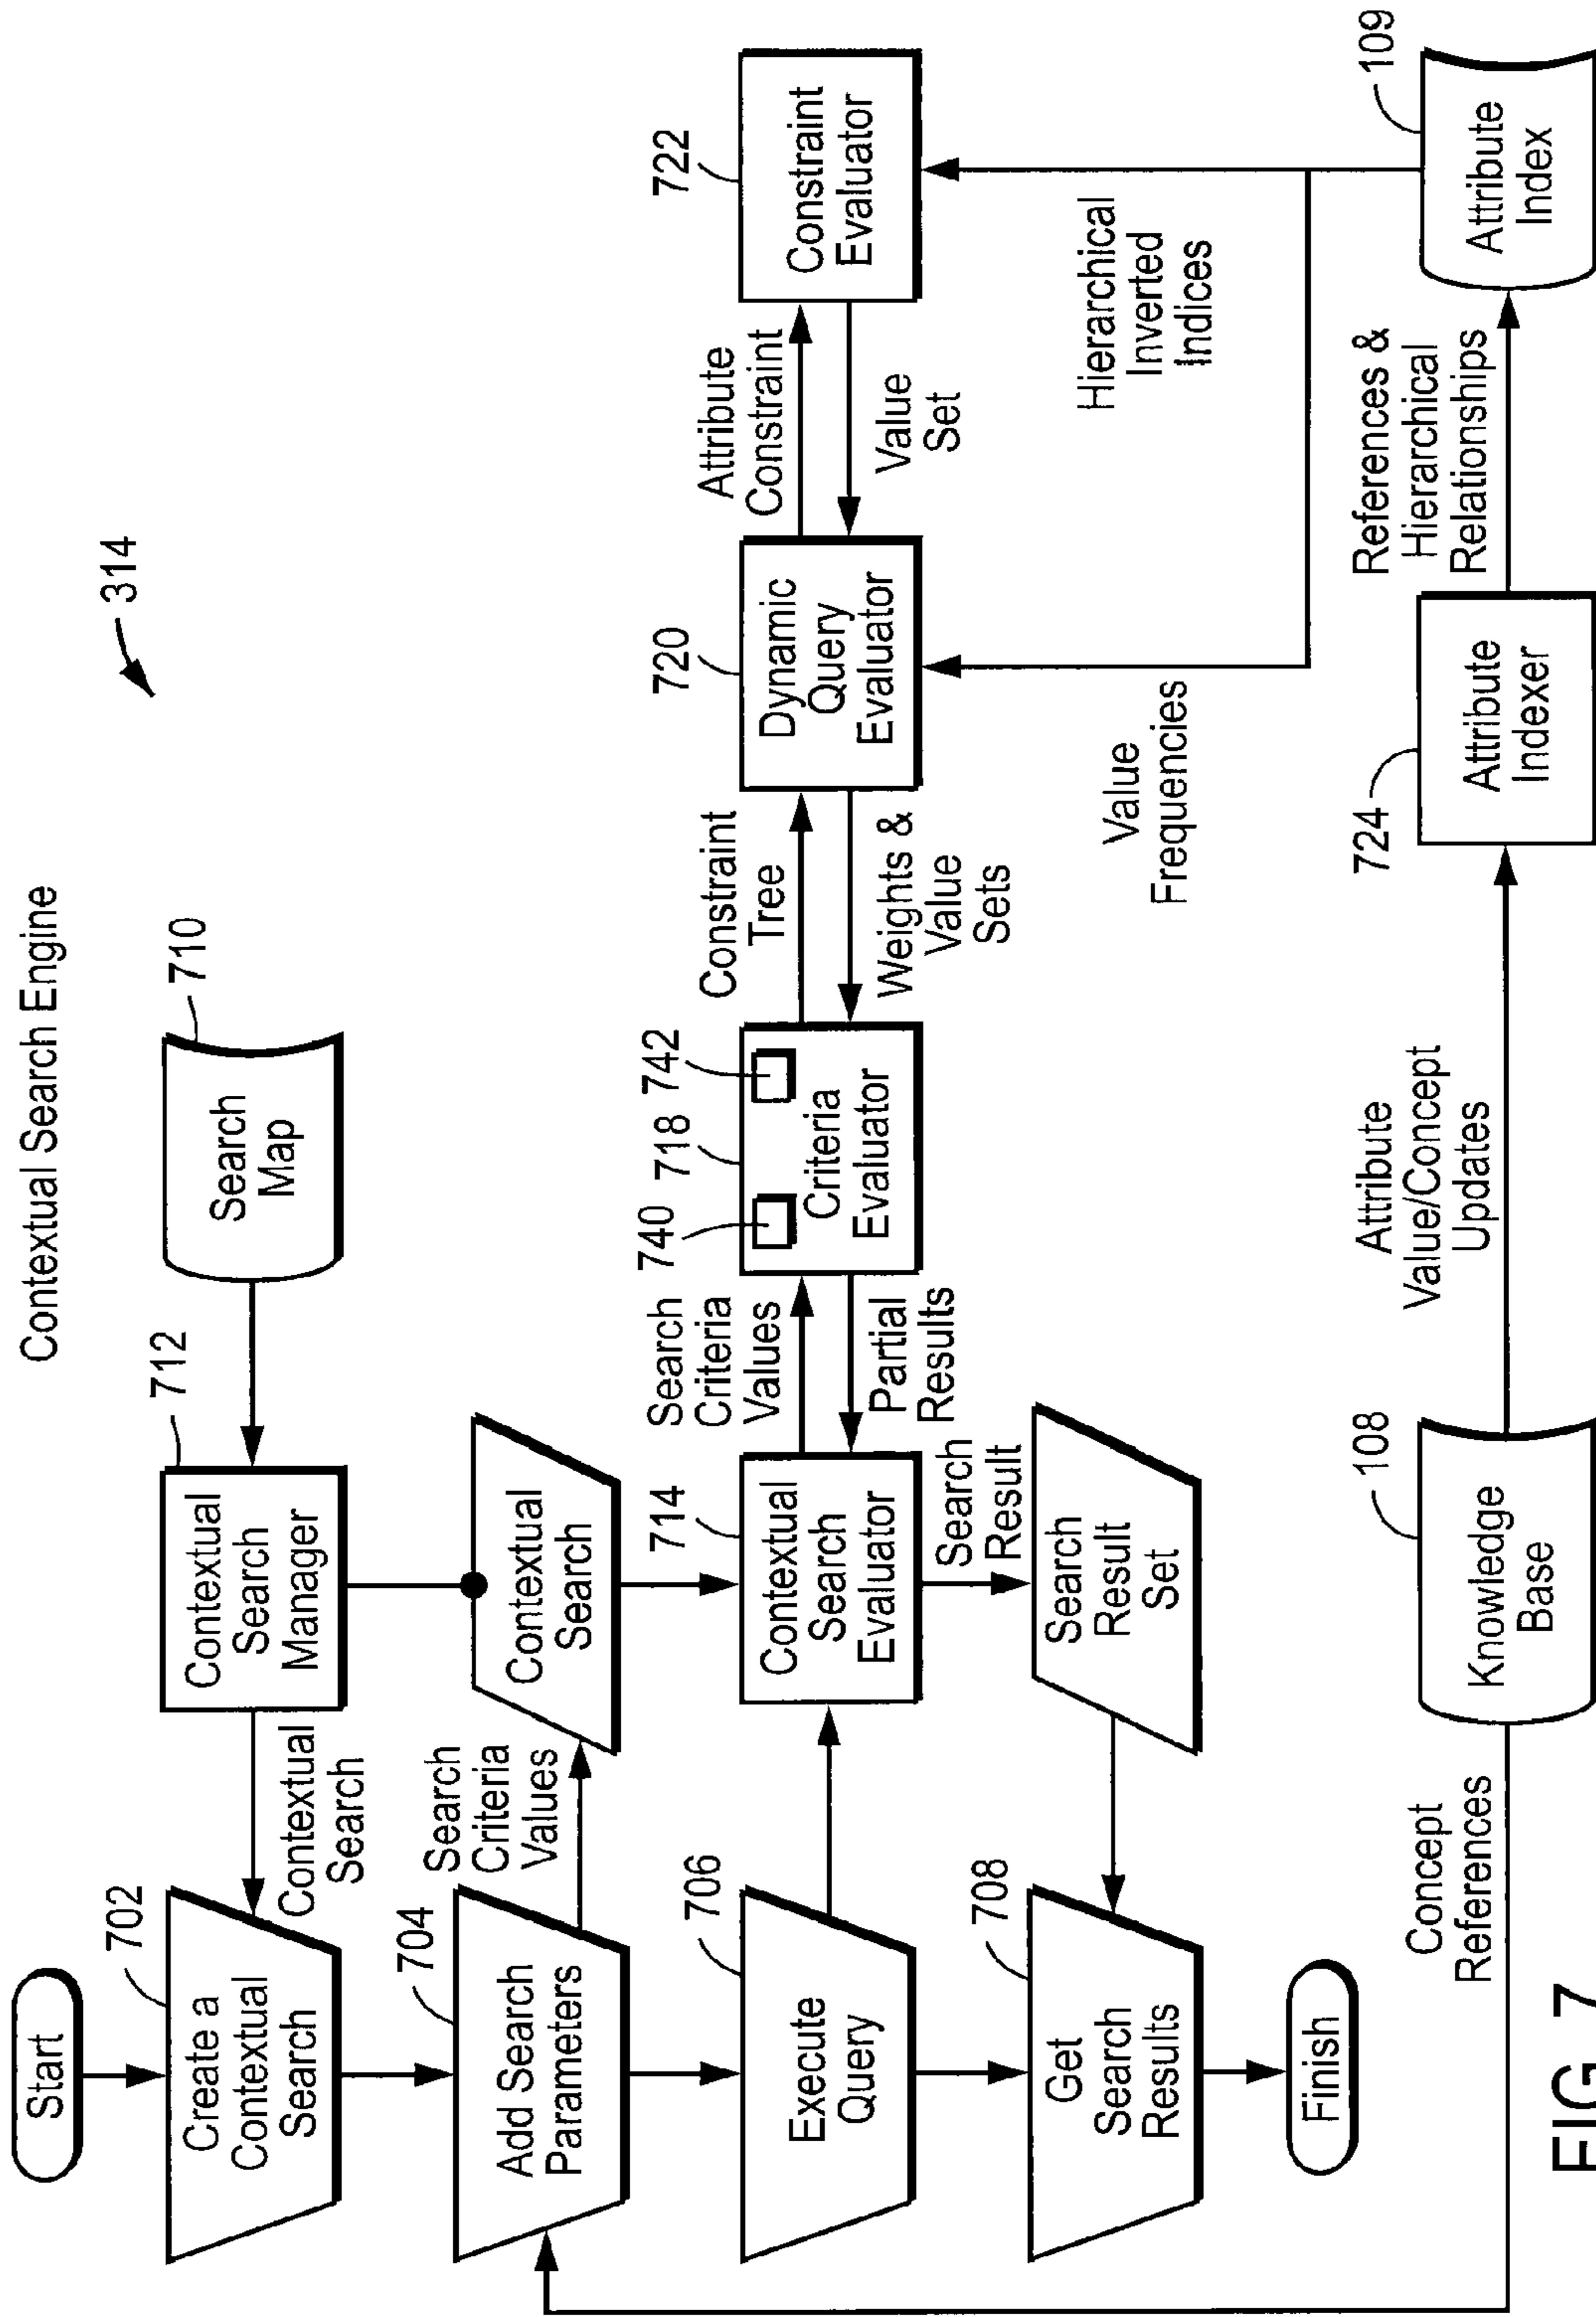 Contextual Search Engine
314
Start
702
Create a
Contextual
Search
Contextual
Search
712
Contextual
Search
Manager
710
Search
Map
704
Add Search
Parameters
Search
Criteria
Values
Contextual
Search
706
Execute
Query
714
Contextual
Search
Evaluator
Search
Criteria
Values
Partial
Results
740
718
742
Criteria
Evaluator
Constraint
Tree
Weights &
Value
Sets
720
Dynamic
Query
Evaluator
Attribute
Constraint
Value
Set
722
Constraint
Evaluator
708
Get
Search
Results
Search
Result
Search
Result
Set
Value
Frequencies
Hierarchical
Inverted
Indices
Finish
Concept
References
108
Knowledge
Base
Attribute
Value/Concept
Updates
724
Attribute
Indexer
References &
Hierarchical
Relationships
109
Attribute
Index
FIG. 7